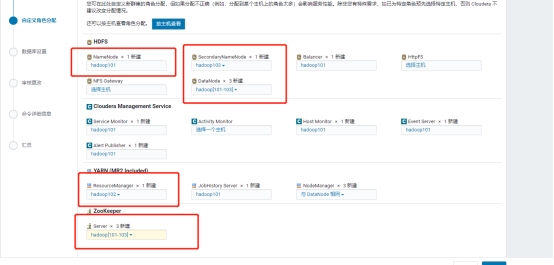 您可在此处自定义新群集的角色分配，但如果分配不正确（例如，分配到某个主机上的角色太多）会影响服务性能。除非您有特殊要求，如已为特定角色预先选择特定主机，否则 Cloudera 不
建议改变分配情况。
自定义角色分配
还可以按主机查看角色分配。 按主机查看
数据库设置
审核更改
命令详细信息
汇总
HDFS
NameNode × 1 新建 SecondaryNameNode × 1 新建 Balancer × 1 新建 HttpFS
hadoop101 hadoop103 hadoop101 选择主机
NFS Gateway DataNode × 3 新建
选择主机 hadoop[101-103]
Cloudera Management Service
Service Monitor × 1 新建 Activity Monitor Host Monitor × 1 新建 Event Server × 1 新建
hadoop101 选择一个主机 hadoop101 hadoop101
Alert Publisher × 1 新建
hadoop101
YARN (MR2 Included)
ResourceManager × 1 新建 JobHistory Server × 1 新建 NodeManager × 3 新建
hadoop102 hadoop101 与 DataNode 相同
ZooKeeper
Server × 3 新建
hadoop[101-103]